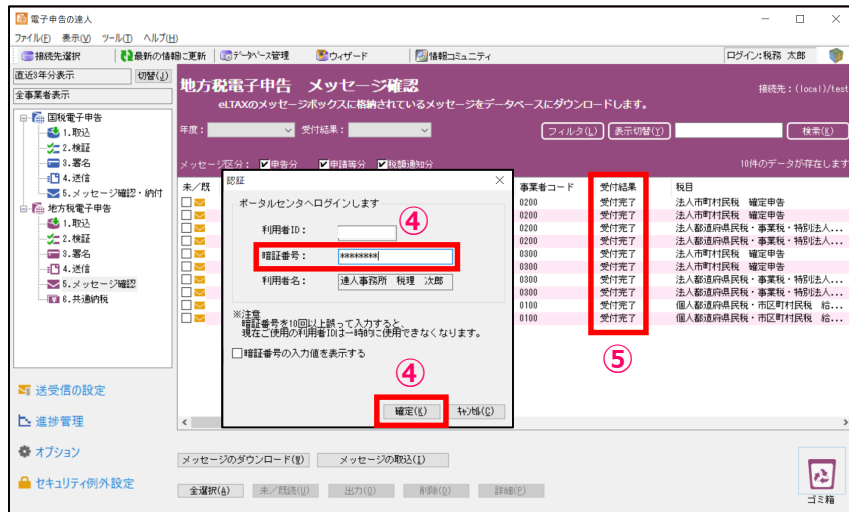 電子申告の達人
ファイル(F) 表示(V) ツール(T) ヘルプ(H)
接続先選択 最新の情報に更新 データベース管理 ウィザード 情報コミュニティ ログイン:税務 太郎
直近3年分表示 切替(J)
全事業者表示
国税電子申告
1.取込
2.検証
3.署名
4.送信
5.メッセージ確認・納付
地方税電子申告
1.取込
2.検証
3.署名
4.送信
5.メッセージ確認
6.共通納税
送受信の設定
進捗管理
オプション
セキュリティ例外設定
地方税電子申告 メッセージ確認
接続先:(local)/test
eLTAXのメッセージボックスに格納されているメッセージをデータベースにダウンロードします。
年度: 受付結果: フィルタ(L) 表示切替(Y) 検索(K)
メッセージ区分: 申告分 申請等分 税額通知分 10件のデータが存在します
未/既 事業者コード 受付結果 税目
0200 受付完了 法人市町村民税 確定申告
0200 受付完了 法人市町村民税 確定申告
0200 受付完了 法人都道府県民税・事業税・特別法人...
0200 受付完了 法人都道府県民税・事業税・特別法人...
0300 受付完了 法人市町村民税 確定申告
0300 受付完了 法人市町村民税 確定申告
0300 受付完了 法人都道府県民税・事業税・特別法人...
0300 受付完了 法人都道府県民税・事業税・特別法人...
0100 受付完了 個人都道府県民税・市区町村民税 給...
0100 受付完了 個人都道府県民税・市区町村民税 給...
⑤
認証
ポータルセンタへログインします
④
利用者ID:
暗証番号: ********
利用者名: 達人事務所 税理 次郎
※注意
暗証番号を10回以上誤って入力すると、
現在ご使用の利用者IDは一時的に使用できなくなります。
暗証番号の入力値を表示する
④
確定(K) キャンセル(C)
メッセージのダウンロード(W) メッセージの取込(I)
全選択(A) 未/既読(U) 出力(O) 削除(D) 詳細(P)
ゴミ箱